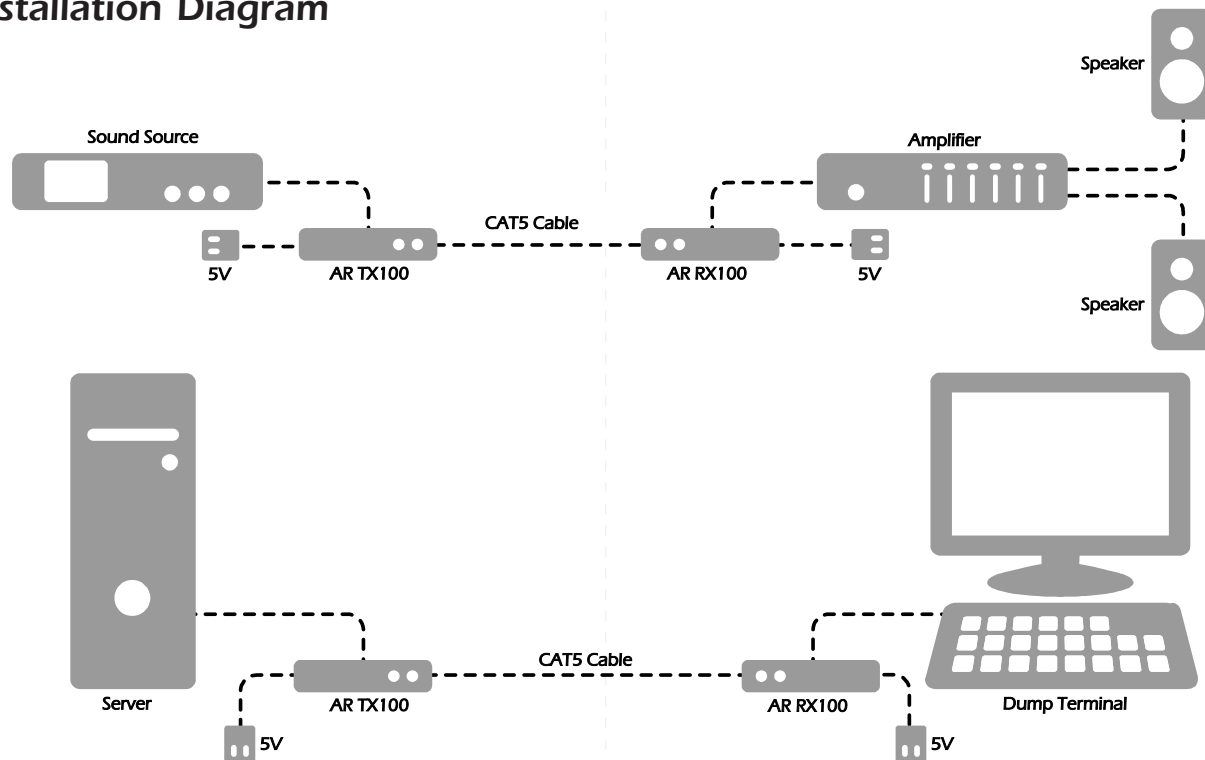 stallation Diagram
Speaker
Sound Source
Amplifier
CAT5 Cable
5V
AR TX100
AR RX100
5V
Speaker
CAT5 Cable
Server
AR TX100
AR RX100
Dump Terminal
5V
5V